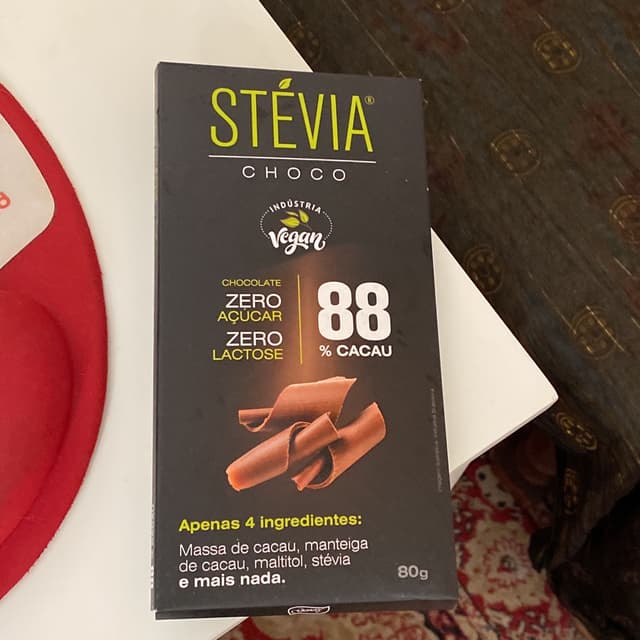 STÉVIA®
CHOCO
INDÚSTRIA
Vegan
CHOCOLATE
ZERO
AÇÚCAR
ZERO
LACTOSE
88
% CACAU
Apenas 4 ingredientes:
Massa de cacau, manteiga
de cacau, maltitol, stévia
e mais nada.
80g
8